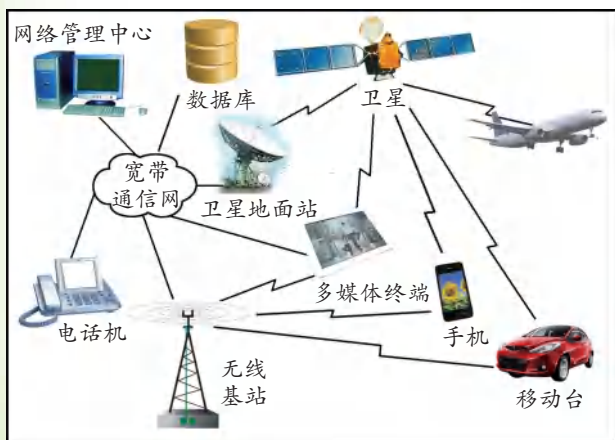 网络管理中心
数据库
卫星
宽带
通信网
卫星地面站
多媒体终端
电话机
手机
无线
基站
移动台